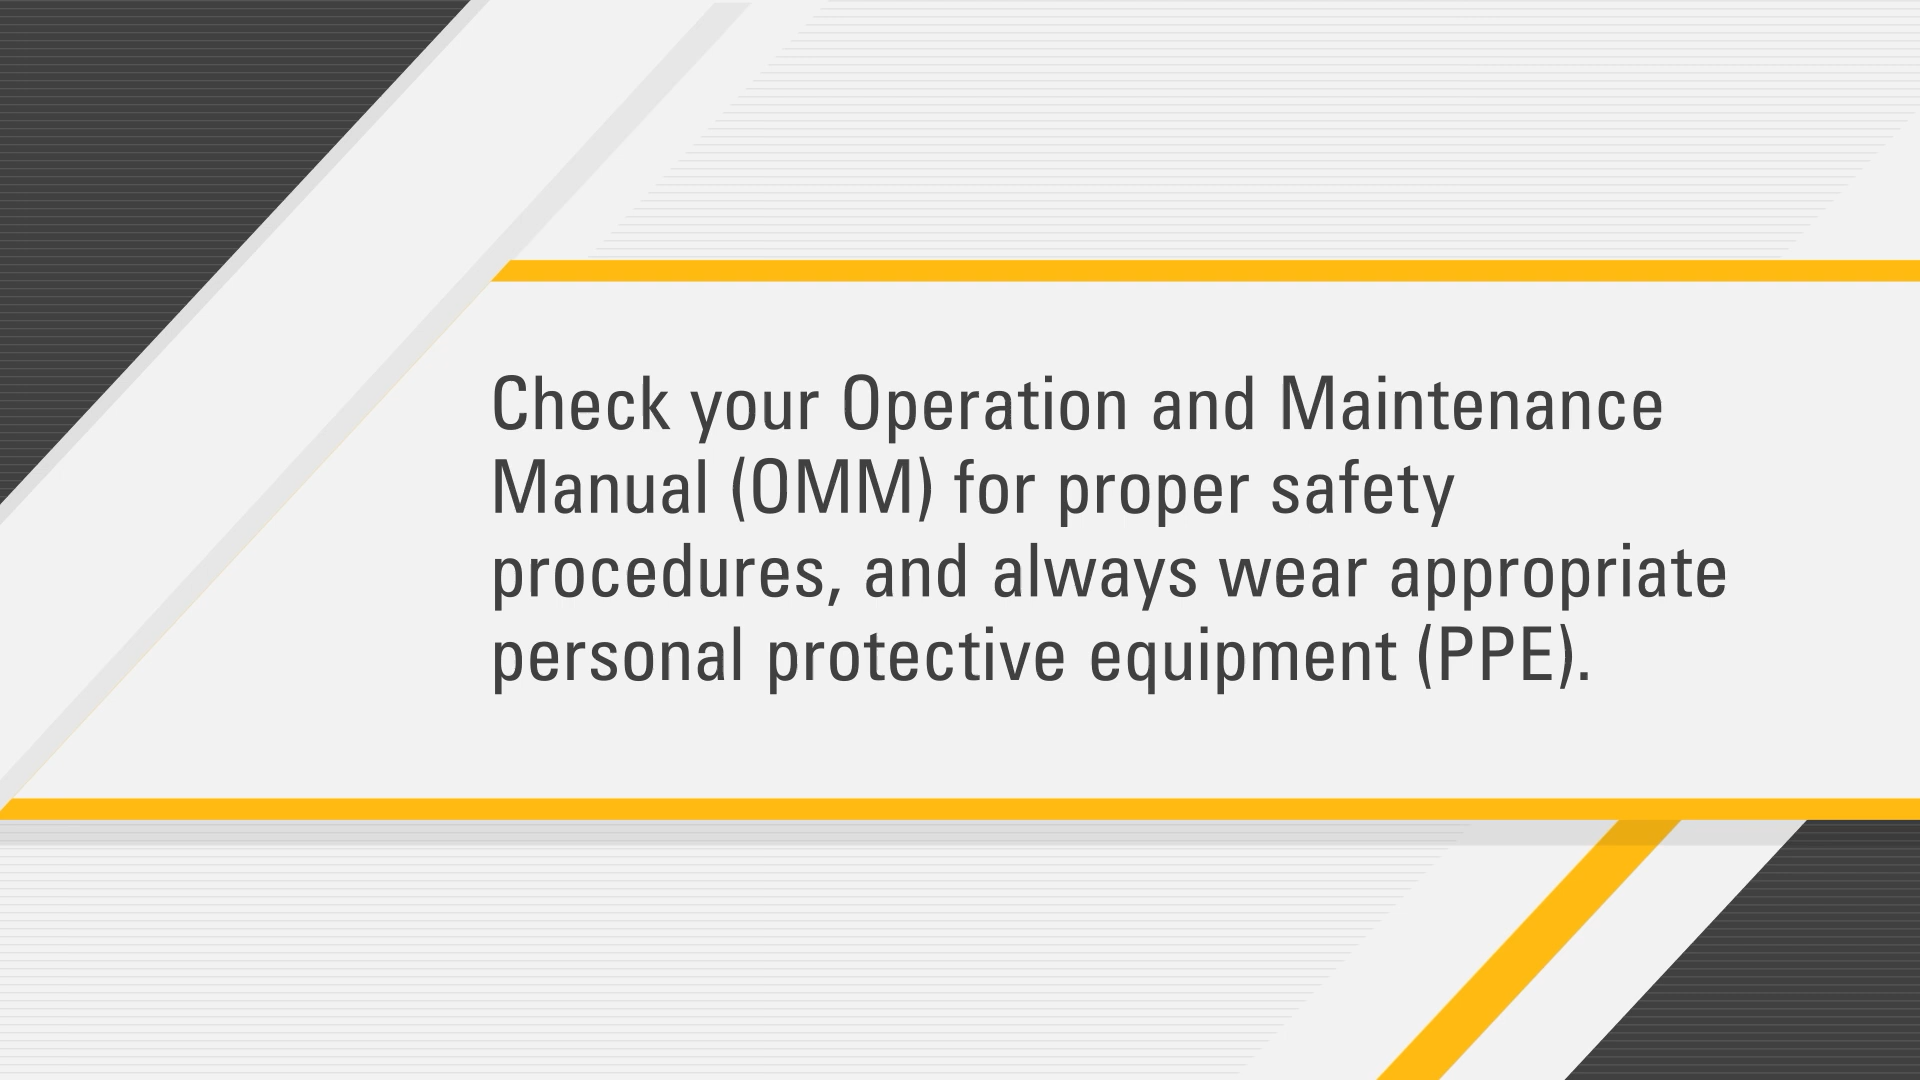 Check your Operation and Maintenance
Manual (OMM) for proper safety
procedures, and always wear appropriate
personal protective equipment (PPE).